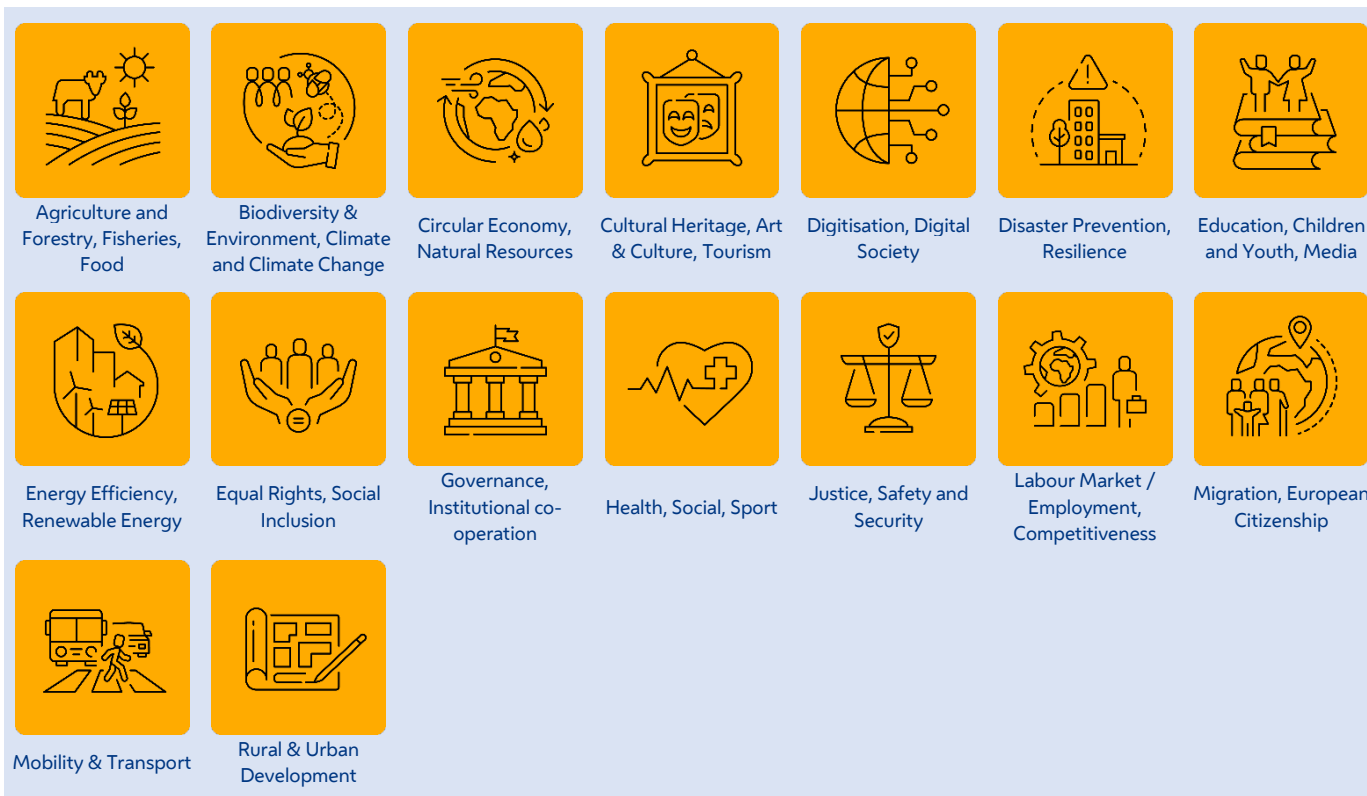 Agriculture and
Forestry, Fisheries,
Food
Biodiversity &
Environment, Climate
and Climate Change
Circular Economy,
Natural Resources
Cultural Heritage, Art
& Culture, Tourism
Digitisation, Digital
Society
Disaster Prevention,
Resilience
Education, Children
and Youth, Media
Energy Efficiency,
Renewable Energy
Equal Rights, Social
Inclusion
Governance,
Institutional co-
operation
Health, Social, Sport
Justice, Safety and
Security
Labour Market /
Employment,
Competitiveness
Migration, European
Citizenship
Mobility & Transport
Rural & Urban
Development